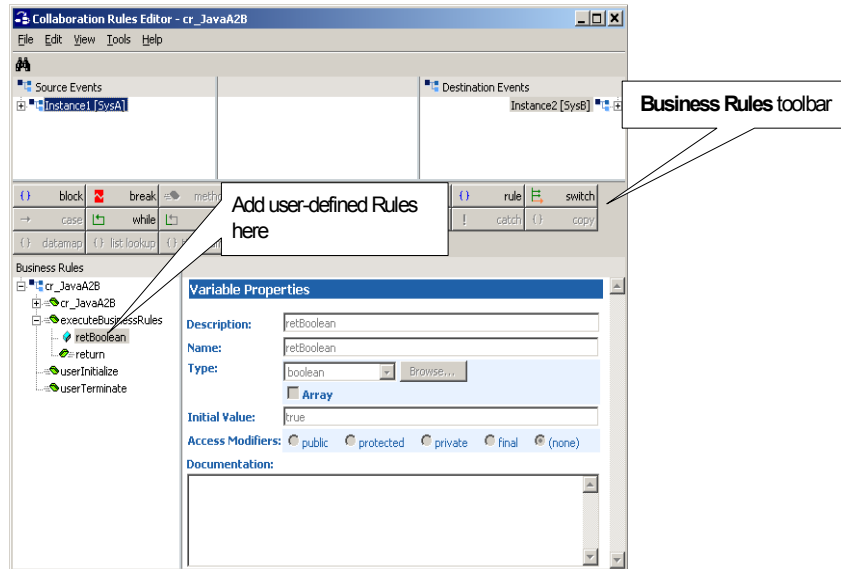 Collaboration Rules Editor - cr_JavaA2B
File Edit View Tools Help
Source Events
Destination Events
Instance1 [SysA]
Instance2 [SysB]
Business Rules toolbar
block break meth rule switch
case while catch copy
datamap list lookup
Add user-defined Rules
here
Business Rules
cr_JavaA2B
cr_JavaA2B
executeBusinessRules
retBoolean
return
userInitialize
userTerminate
Variable Properties
Description: retBoolean
Name: retBoolean
Type: boolean Browse...
Array
Initial Value: true
Access Modifiers: public protected private final (none)
Documentation: